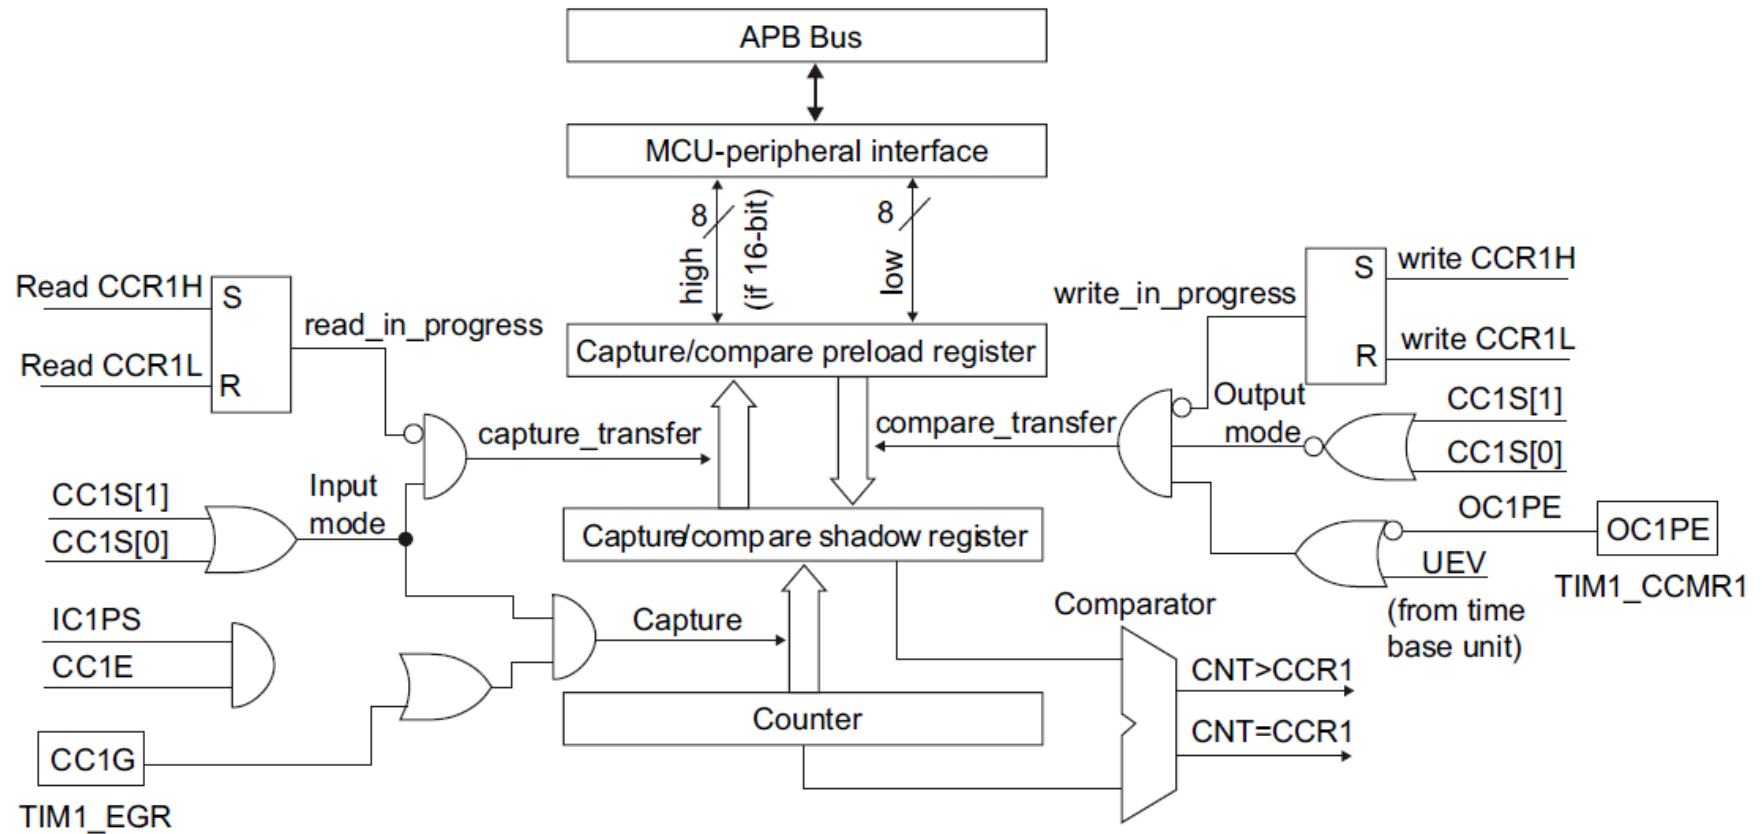 APB Bus
MCU-peripheral interface
8
high
(if 16-bit)
8
low
Read CCR1H
S
read_in_progress
Read CCR1L
R
write_in_progress
S
write CCR1H
R
write CCR1L
Capture/compare preload register
capture_transfer
compare_transfer
Output
mode
CC1S[1]
CC1S[0]
CC1S[1]
CC1S[0]
Input
mode
Capture/compare shadow register
OC1PE
OC1PE
UEV
TIM1_CCMR1
(from time
base unit)
IC1PS
CC1E
Capture
Comparator
CNT>CCR1
CNT=CCR1
Counter
CC1G
TIM1_EGR